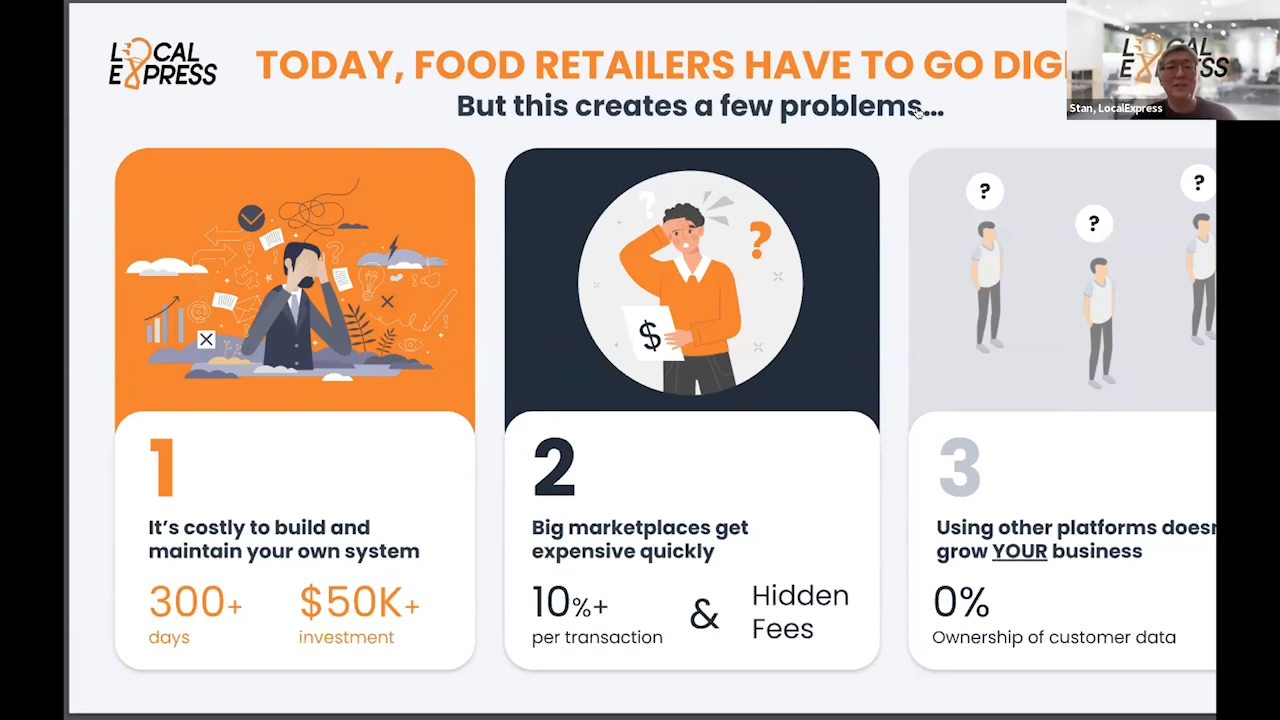 LOCAL
EXPRESS
TODAY, FOOD RETAILERS HAVE TO GO DIGI
But this creates a few problems...
LOCAL
EXPRESS
Stan, LocalExpress
?
?
?
?
?
$
1
It's costly to build and
maintain your own system
300+
days
$50K+
investment
2
Big marketplaces get
expensive quickly
10%+
per transaction
&
Hidden
Fees
3
Using other platforms doesn
grow YOUR business
0%
Ownership of customer data